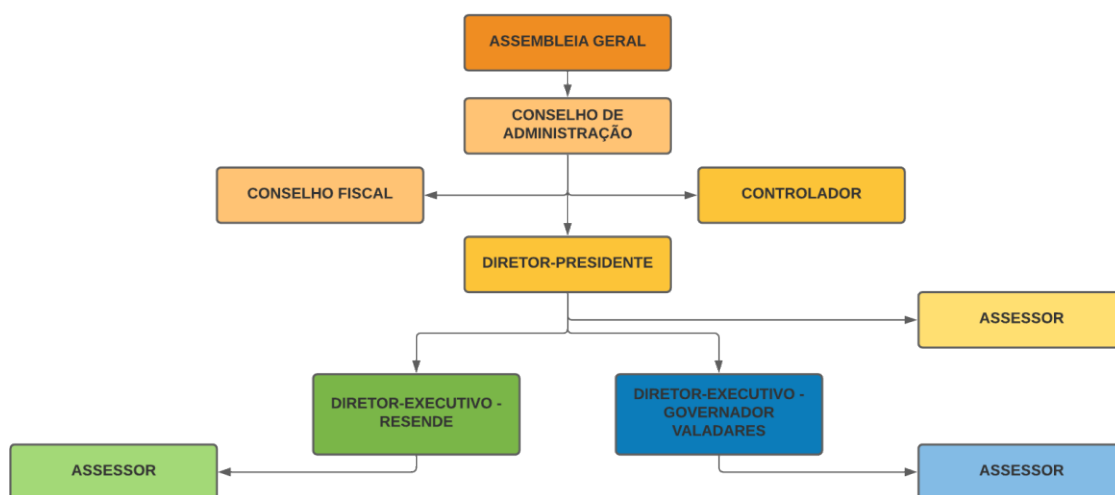 ASSEMBLEIA GERAL
CONSELHO DE
ADMINISTRAÇÃO
CONSELHO FISCAL
CONTROLADOR
DIRETOR-PRESIDENTE
ASSESSOR
DIRETOR-EXECUTIVO -
RESENDE
DIRETOR-EXECUTIVO -
GOVERNADOR
VALADARES
ASSESSOR
ASSESSOR